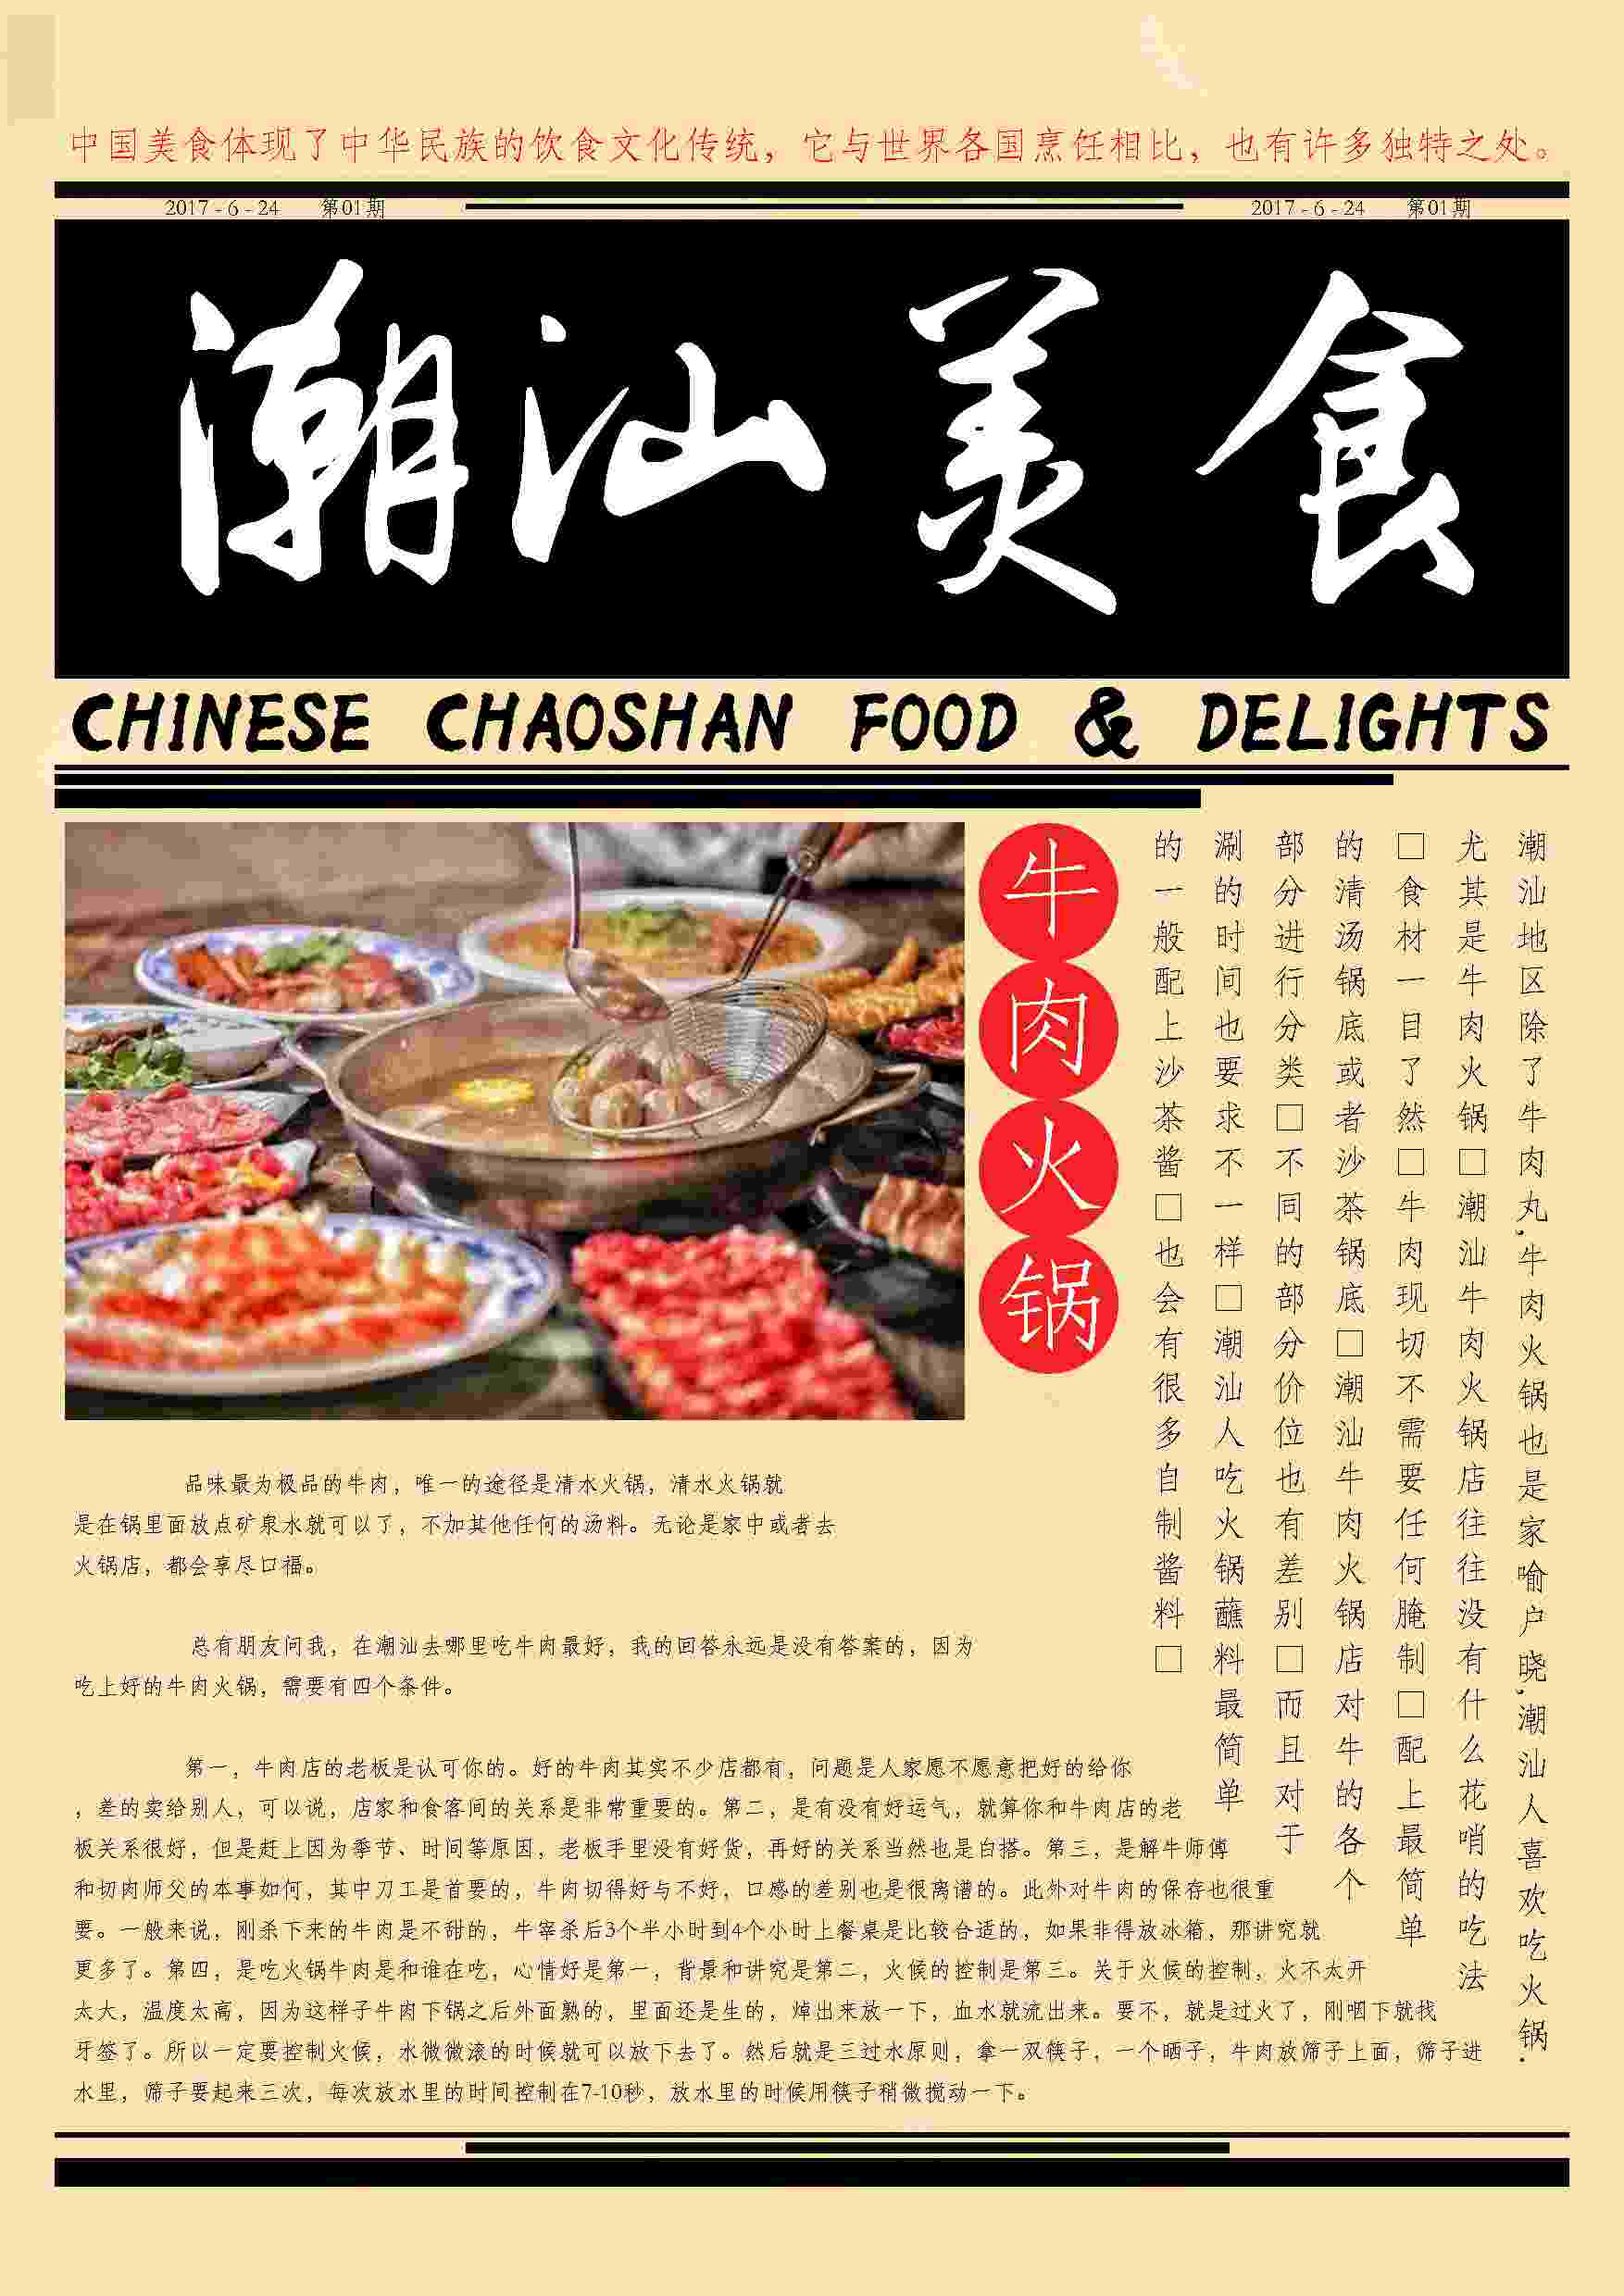 中国美食体现了中华民族的饮食文化传统，它与世界各国烹饪相比，也有许多独特之处。
2017 - 6 - 24 第01期
2017 - 6 - 24 第01期
潮汕美食
CHINESE CHAOSHAN FOOD & DELIGHTS
牛肉火锅
潮汕地区除了牛肉丸,牛肉火锅也是家喻户晓,潮汕人喜欢吃火锅.
尤其是牛肉火锅□潮汕牛肉火锅店往往没有什么花哨的吃法
□食材一目了然□牛肉现切不需要任何腌制□配上最简单
的清汤锅底或者沙茶锅底□潮汕牛肉火锅店对牛的各个
部分进行分类□不同的部分价位也有差别□而且对于
涮的时间也要求不一样□潮汕人吃火锅蘸料最简单
的一般配上沙茶酱□也会有很多自制酱料□
品味最为极品的牛肉，唯一的途径是清水火锅，清水火锅就
是在锅里面放点矿泉水就可以了，不加其他任何的汤料。无论是家中或者去
火锅店，都会享尽口福。
总有朋友问我，在潮汕去哪里吃牛肉最好，我的回答永远是没有答案的，因为
吃上好的牛肉火锅，需要有四个条件。
第一，牛肉店的老板是认可你的。好的牛肉其实不少店都有，问题是人家愿不愿意把好的给你
，差的卖给别人，可以说，店家和食客间的关系是非常重要的。第二，是有没有好运气，就算你和牛肉店的老
板关系很好，但是赶上因为季节、时间等原因，老板手里没有好货，再好的关系当然也是白搭。第三，是解牛师傅
和切肉师父的本事如何，其中刀工是首要的，牛肉切得好与不好，口感的差别也是很离谱的。此外对牛肉的保存也很重
要。一般来说，刚杀下来的牛肉是不甜的，牛宰杀后3个半小时到4个小时上餐桌是比较合适的，如果非得放冰箱，那讲究就
更多了。第四，是吃火锅牛肉是和谁在吃，心情好是第一，背景和讲究是第二，火候的控制是第三。关于火候的控制，火不太开
太大，温度太高，因为这样子牛肉下锅之后外面熟的，里面还是生的，焯出来放一下，血水就流出来。要不，就是过火了，刚咽下就找
牙签了。所以一定要控制火候，水微微滚的时候就可以放下去了。然后就是三过水原则，拿一双筷子，一个晒子，牛肉放筛子上面，筛子进
水里，筛子要起来三次，每次放水里的时间控制在7-10秒，放水里的时候用筷子稍微搅动一下。